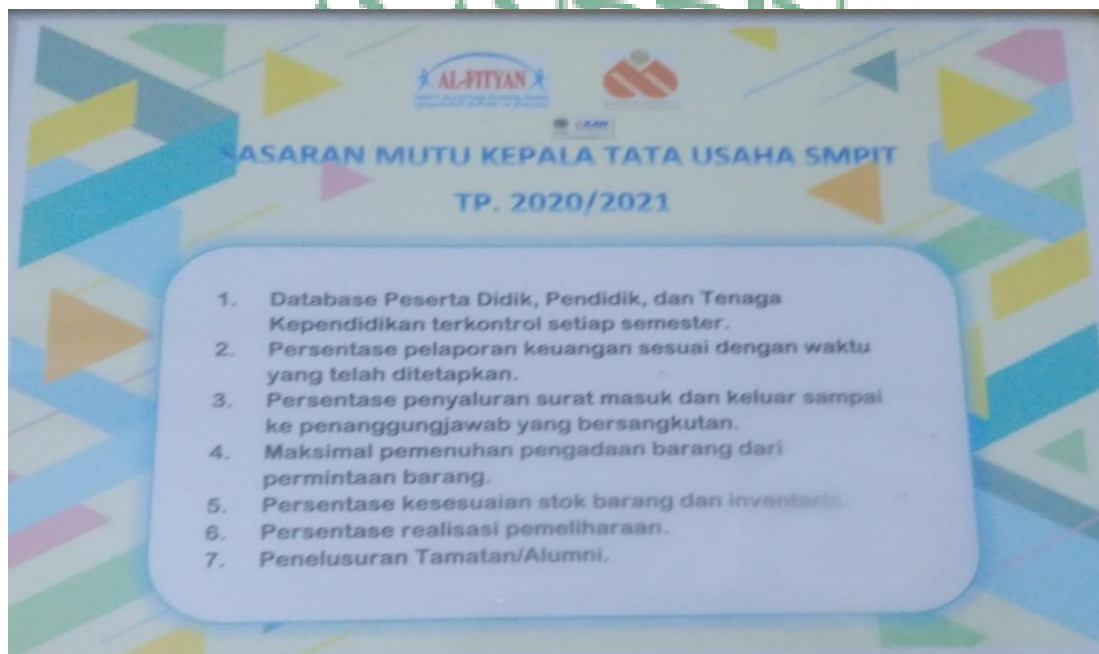 AL-FITYAN
KAN
SASARAN MUTU KEPALA TATA USAHA SMPIT
TP. 2020/2021
1. Database Peserta Didik, Pendidik, dan Tenaga
Kependidikan terkontrol setiap semester.
2. Persentase pelaporan keuangan sesuai dengan waktu
yang telah ditetapkan.
3. Persentase penyaluran surat masuk dan keluar sampai
ke penanggungjawab yang bersangkutan.
4. Maksimal pemenuhan pengadaan barang dari
permintaan barang.
5. Persentase kesesuaian stok barang dan inventaris.
6. Persentase realisasi pemeliharaan.
7. Penelusuran Tamatan/Alumni.